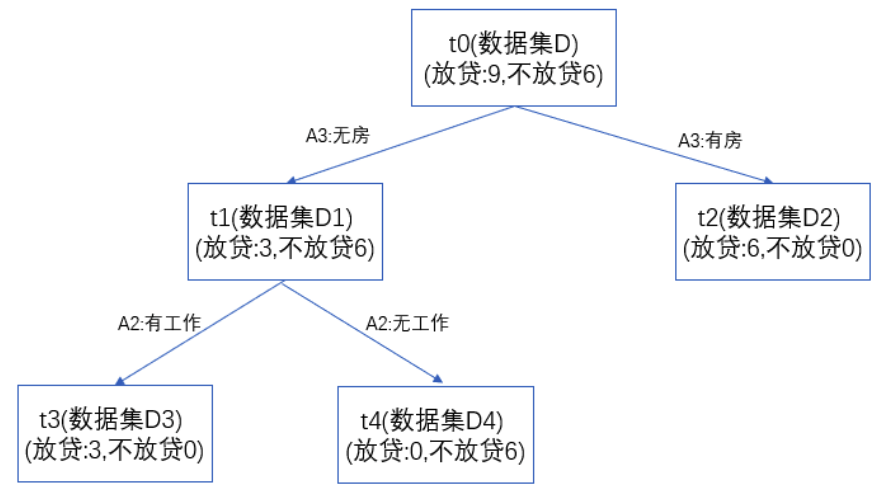 t0(数据集D)
(放贷:9,不放贷6)
A3:无房
A3:有房
t1(数据集D1)
(放贷:3,不放贷6)
t2(数据集D2)
(放贷:6,不放贷0)
A2:有工作
A2:无工作
t3(数据集D3)
(放贷:3,不放贷0)
t4(数据集D4)
(放贷:0,不放贷6)